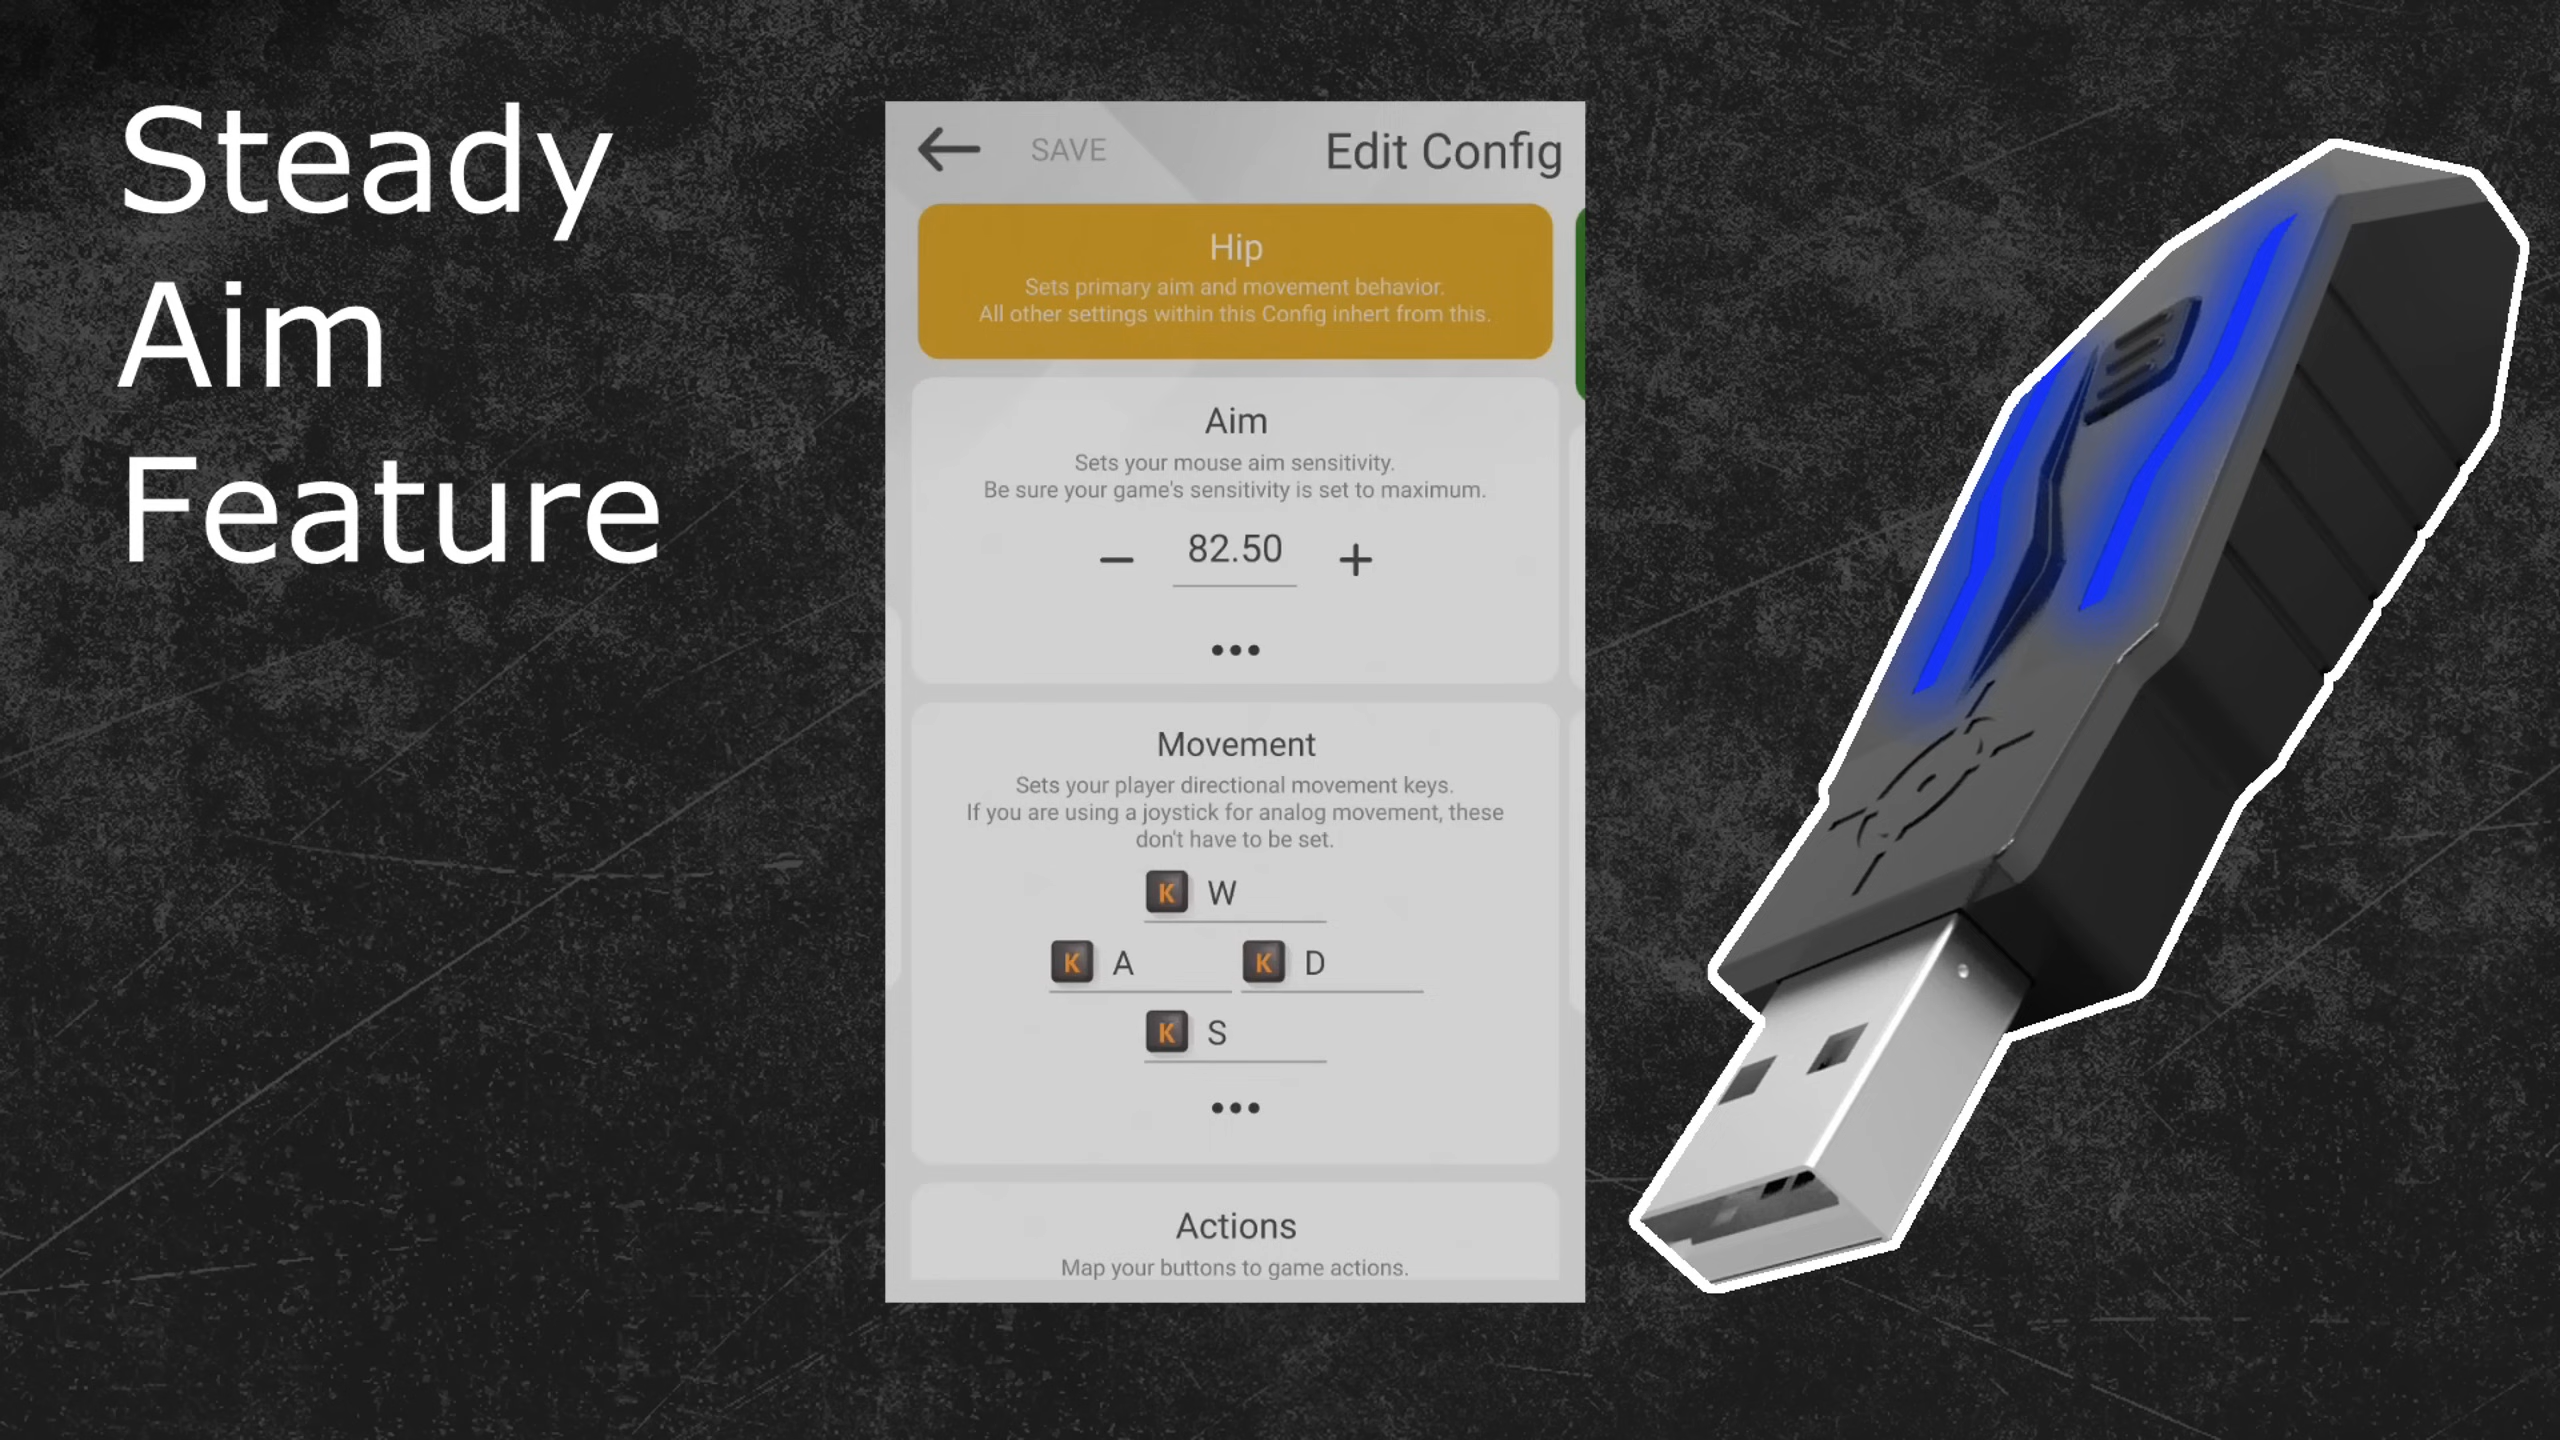 Steady
Aim
Feature
SAVE
Edit Config
Hip
Sets primary aim and movement behavior.
All other settings within this Config inhert from this.
Aim
Sets your mouse aim sensitivity.
Be sure your game's sensitivity is set to maximum.
− 82.50 +
•••
Movement
Sets your player directional movement keys.
If you are using a joystick for analog movement, these
don't have to be set.
K W
K A K D
K S
•••
Actions
Map your buttons to game actions.